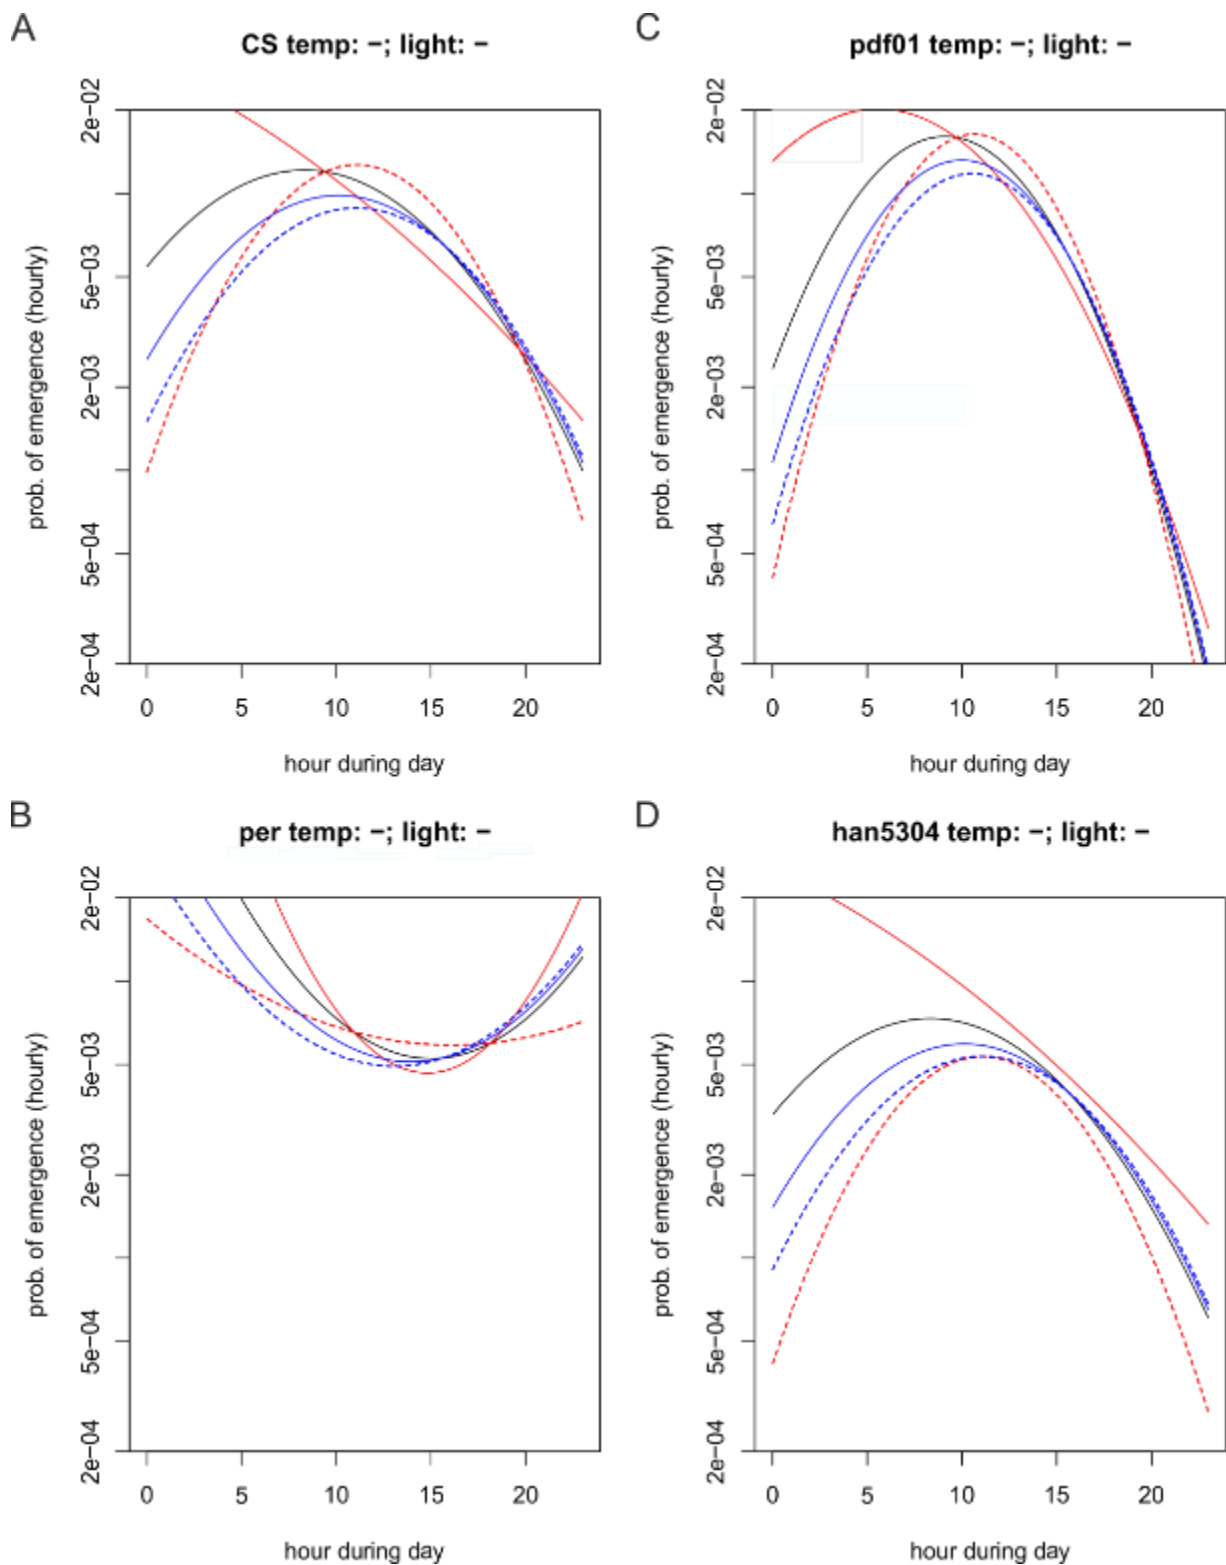 A
CS temp: −; light: −
prob. of emergence (hourly)
2e−02
5e−03
2e−03
5e−04
2e−04
0 5 10 15 20
hour during day
C
pdf01 temp: −; light: −
prob. of emergence (hourly)
2e−02
5e−03
2e−03
5e−04
2e−04
0 5 10 15 20
hour during day
B
per temp: −; light: −
prob. of emergence (hourly)
2e−02
5e−03
2e−03
5e−04
2e−04
0 5 10 15 20
hour during day
D
han5304 temp: −; light: −
prob. of emergence (hourly)
2e−02
5e−03
2e−03
5e−04
2e−04
0 5 10 15 20
hour during day